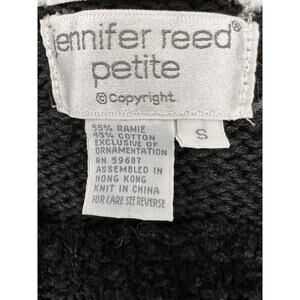 jennifer reed®
petite
©Copyright
S
55% RAMIE
45% COTTON
EXCLUSIVE OF
ORNAMENTATION
RN 59687
ASSEMBLED IN
HONG KONG
KNIT IN CHINA
FOR CARE SEE REVERSE